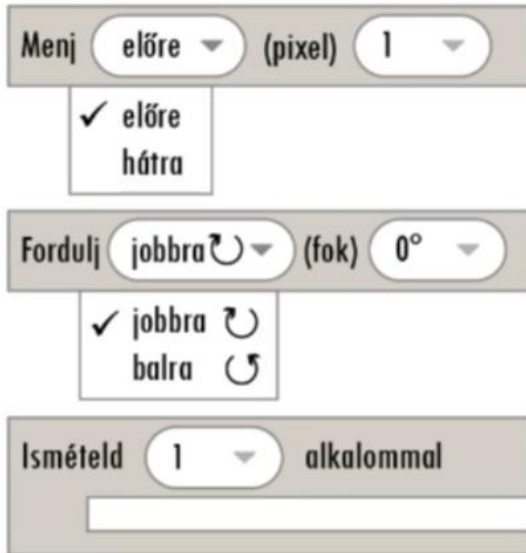 Menj előre (pixel) 1
✓ előre
hátra
Fordulj jobbra ↻ (fok) 0°
✓ jobbra ↻
balra ↺
Ismételd 1 alkalommal